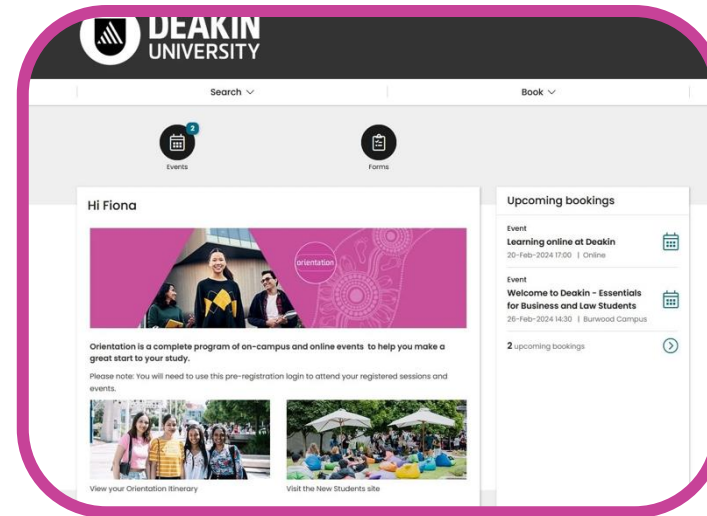 DEAKIN
UNIVERSITY
Search
Book
2
Events
Forms
Hi Fiona
orientation
Orientation is a complete program of on-campus and online events to help you make a
great start to your study.
Please note: You will need to use this pre-registration login to attend your registered sessions and
events.
View your Orientation Itinerary
Visit the New Students site
Upcoming bookings
Event
Learning online at Deakin
20-Feb-2024 17:00 | Online
Event
Welcome to Deakin - Essentials
for Business and Law Students
26-Feb-2024 14:30 | Burwood Campus
2 upcoming bookings